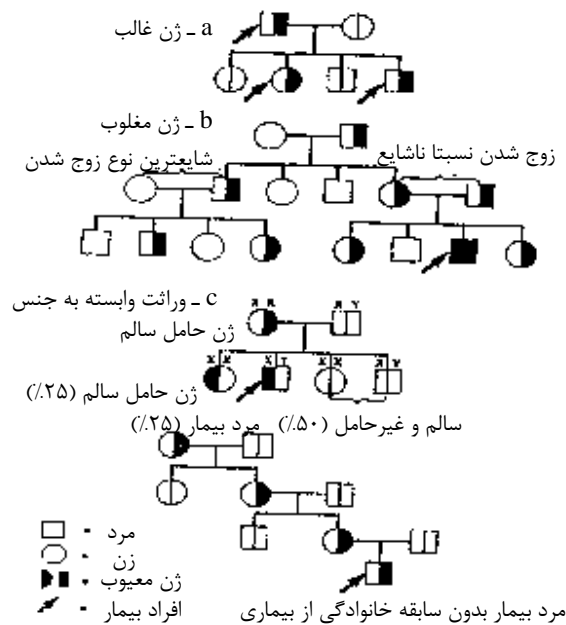 a ـ ژن غالب
b ـ ژن مغلوب
زوج شدن نسبتا ناشایع
شایعترین نوع زوج شدن
c ـ وراثت وابسته به جنس
X X
X Y
ژن حامل سالم
X X
X Y
X X
X Y
ژن حامل سالم (۲۵٪)
سالم و غیرحامل (۵۰٪)
مرد بیمار (۲۵٪)
مرد
زن
ژن معیوب
افراد بیمار
مرد بیمار بدون سابقه خانوادگی از بیماری